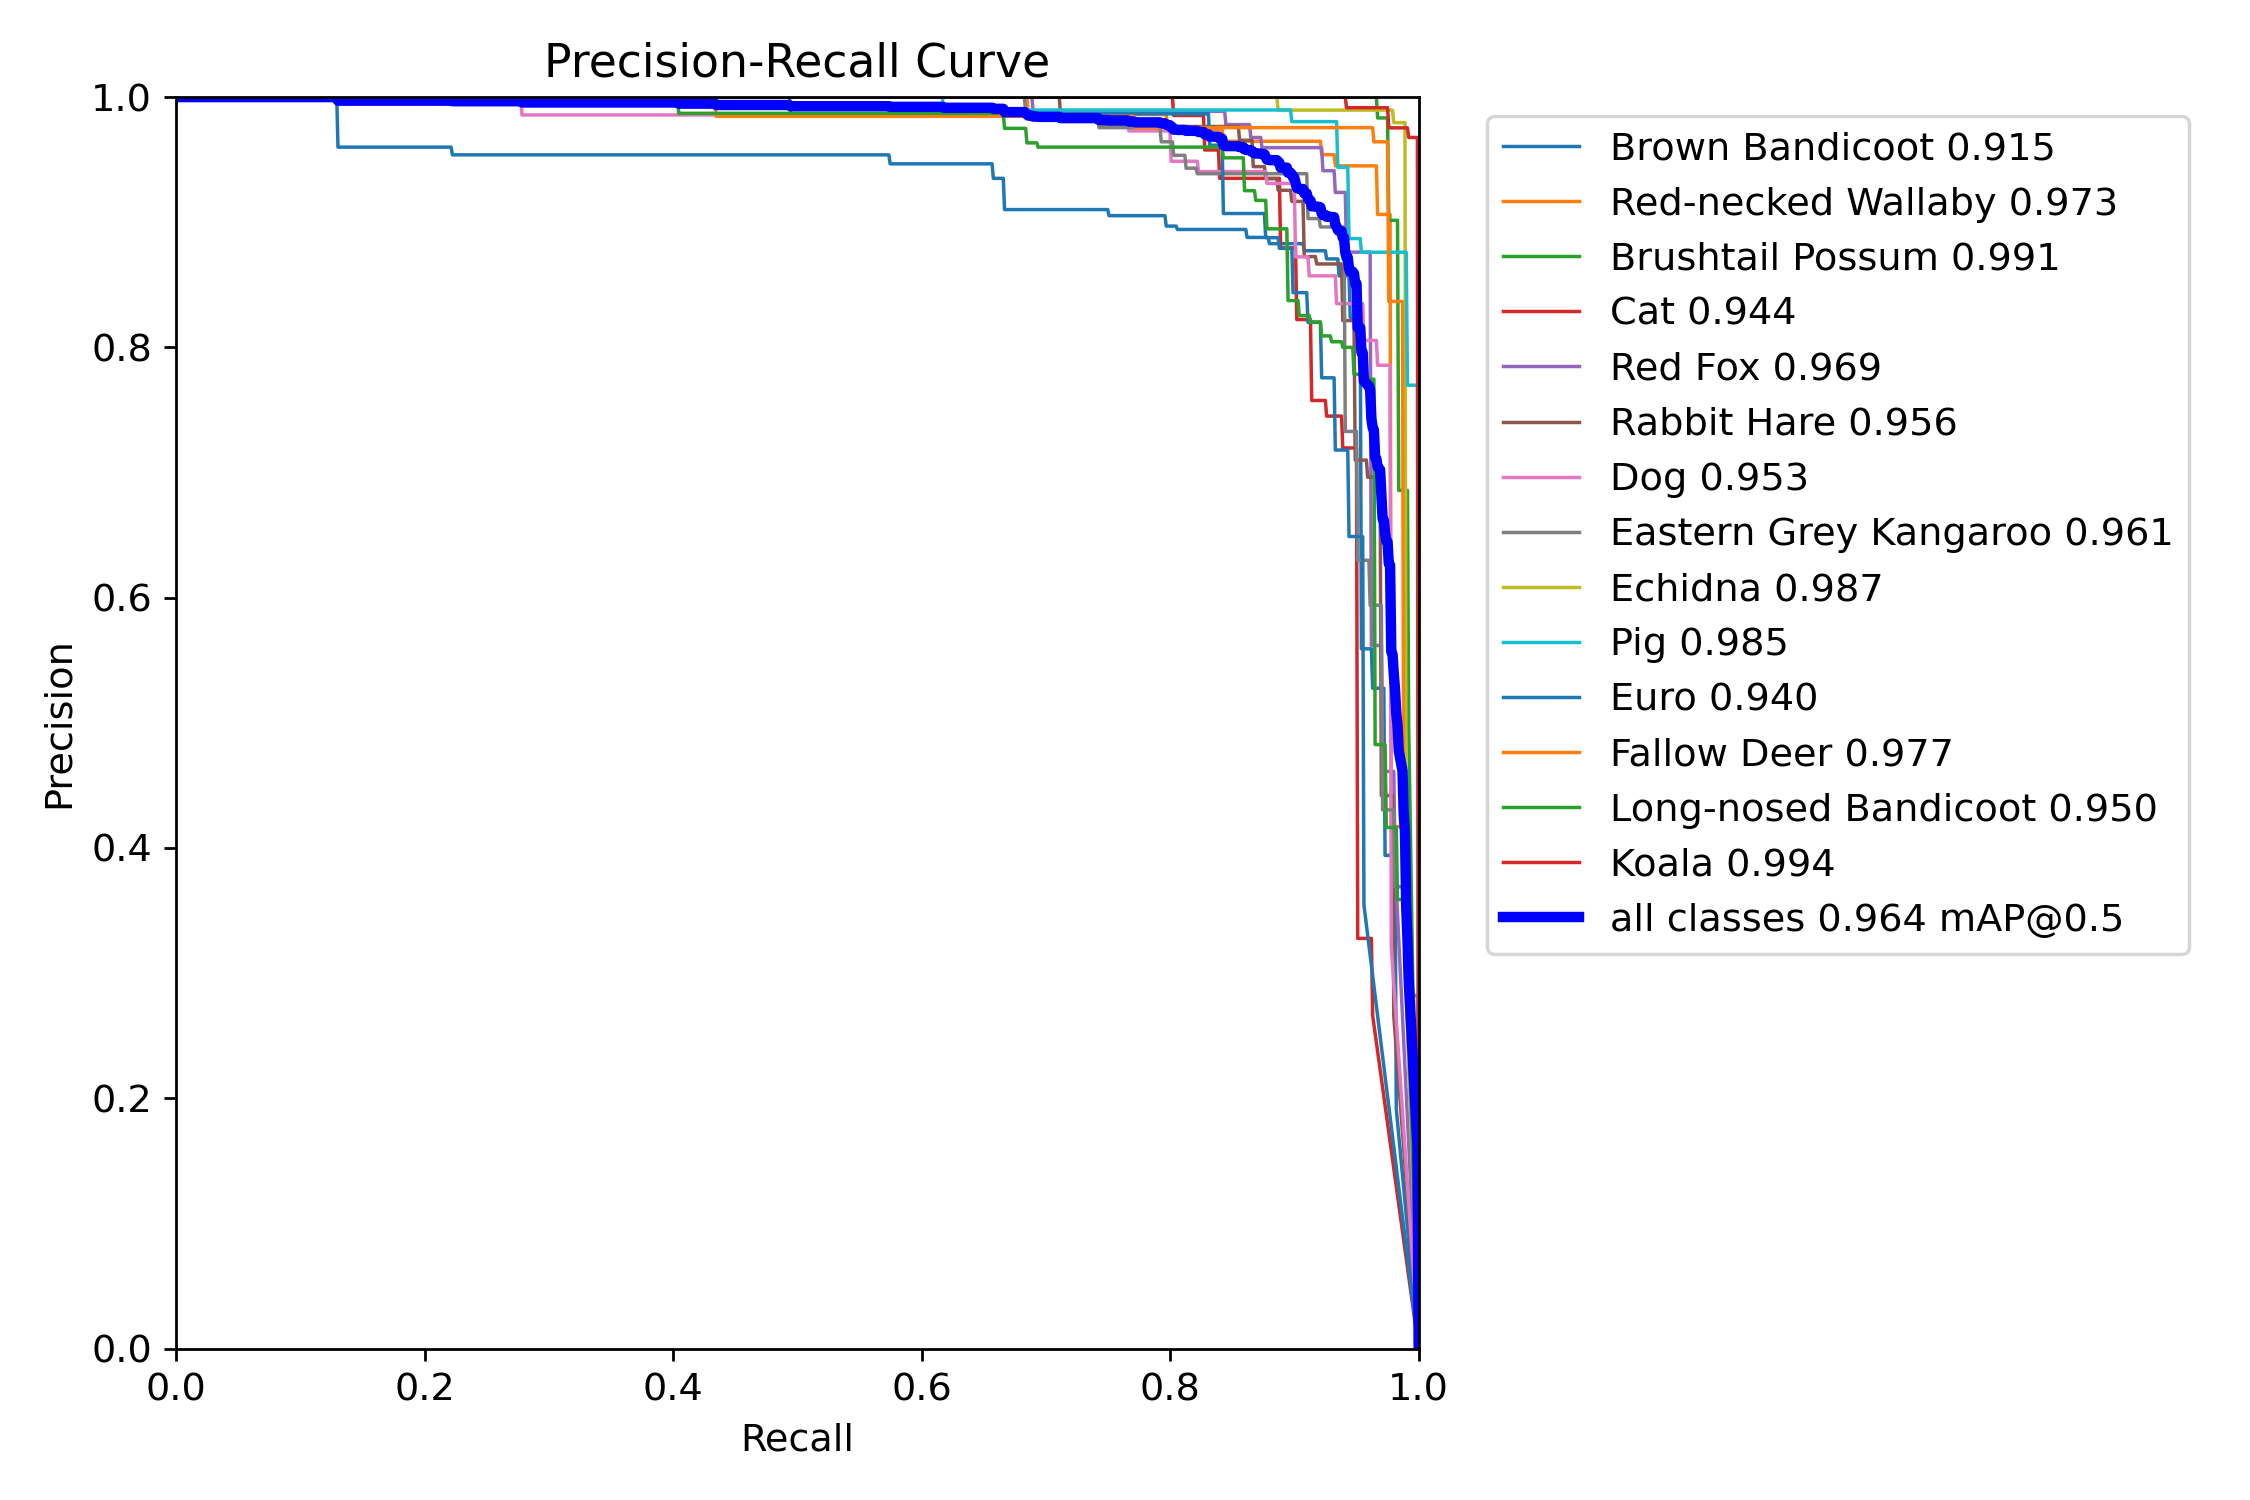 Precision-Recall Curve
1.0
0.8
0.6
0.4
0.2
0.0
Precision
0.0 0.2 0.4 0.6 0.8 1.0
Recall
Brown Bandicoot 0.915
Red-necked Wallaby 0.973
Brushtail Possum 0.991
Cat 0.944
Red Fox 0.969
Rabbit Hare 0.956
Dog 0.953
Eastern Grey Kangaroo 0.961
Echidna 0.987
Pig 0.985
Euro 0.940
Fallow Deer 0.977
Long-nosed Bandicoot 0.950
Koala 0.994
all classes 0.964 mAP@0.5